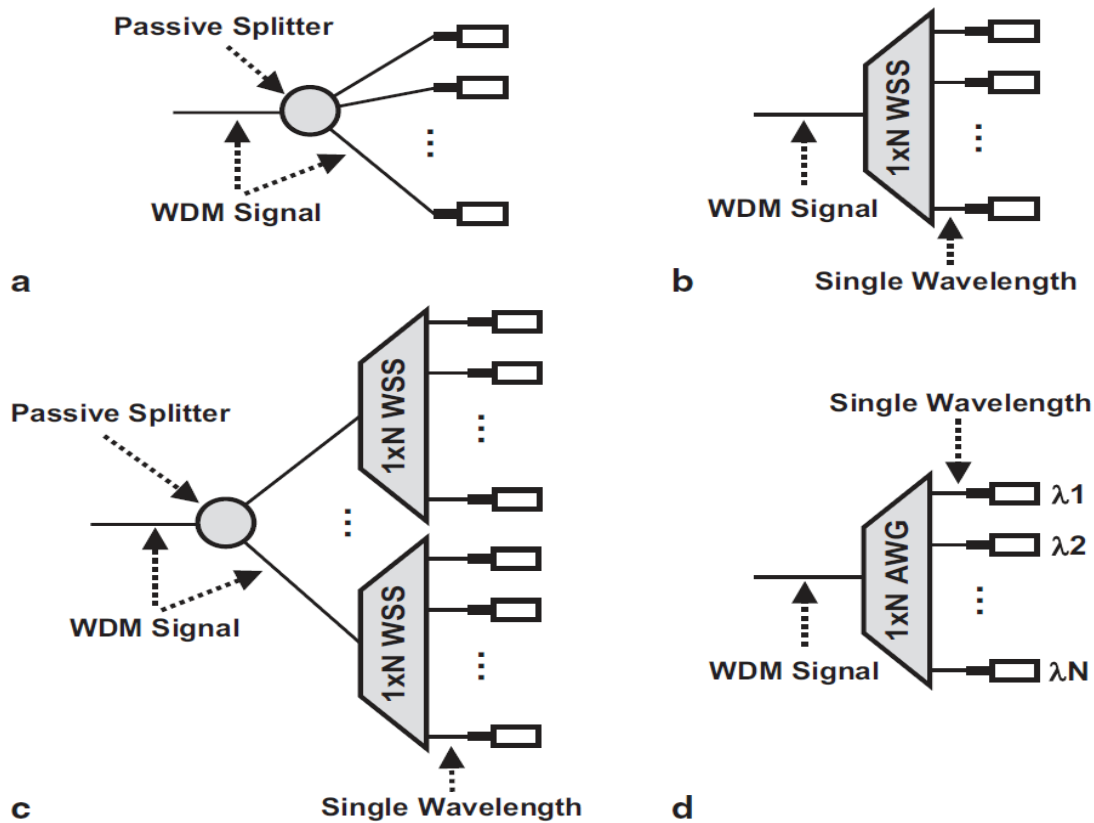 Passive Splitter
...
WDM Signal
a
1xN WSS
...
WDM Signal
Single Wavelength
b
Passive Splitter
1xN WSS
...
...
1xN WSS
...
WDM Signal
Single Wavelength
c
Single Wavelength
1xN AWG
λ1
λ2
...
λN
WDM Signal
d